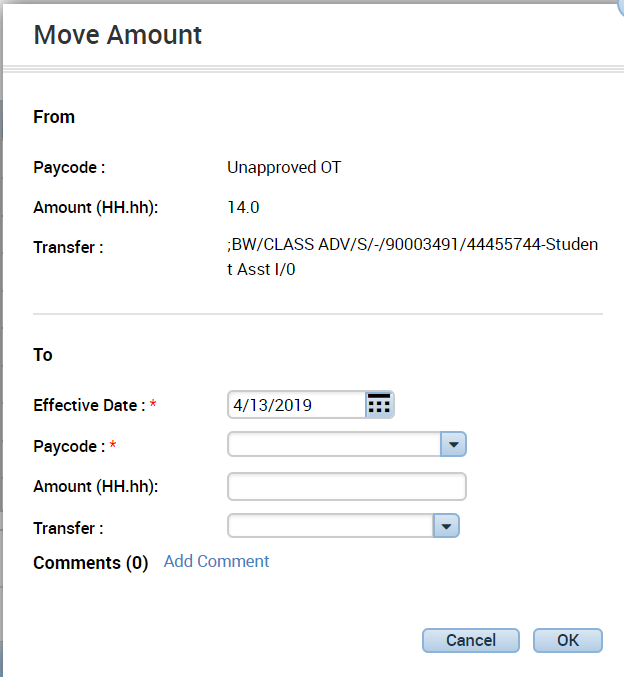 Move Amount
From
Paycode : Unapproved OT
Amount (HH.hh): 14.0
Transfer : ;BW/CLASS ADV/S/-/90003491/44455744-Studen
t Asst I/0
To
Effective Date : * 4/13/2019
Paycode : *
Amount (HH.hh):
Transfer :
Comments (0) Add Comment
Cancel OK